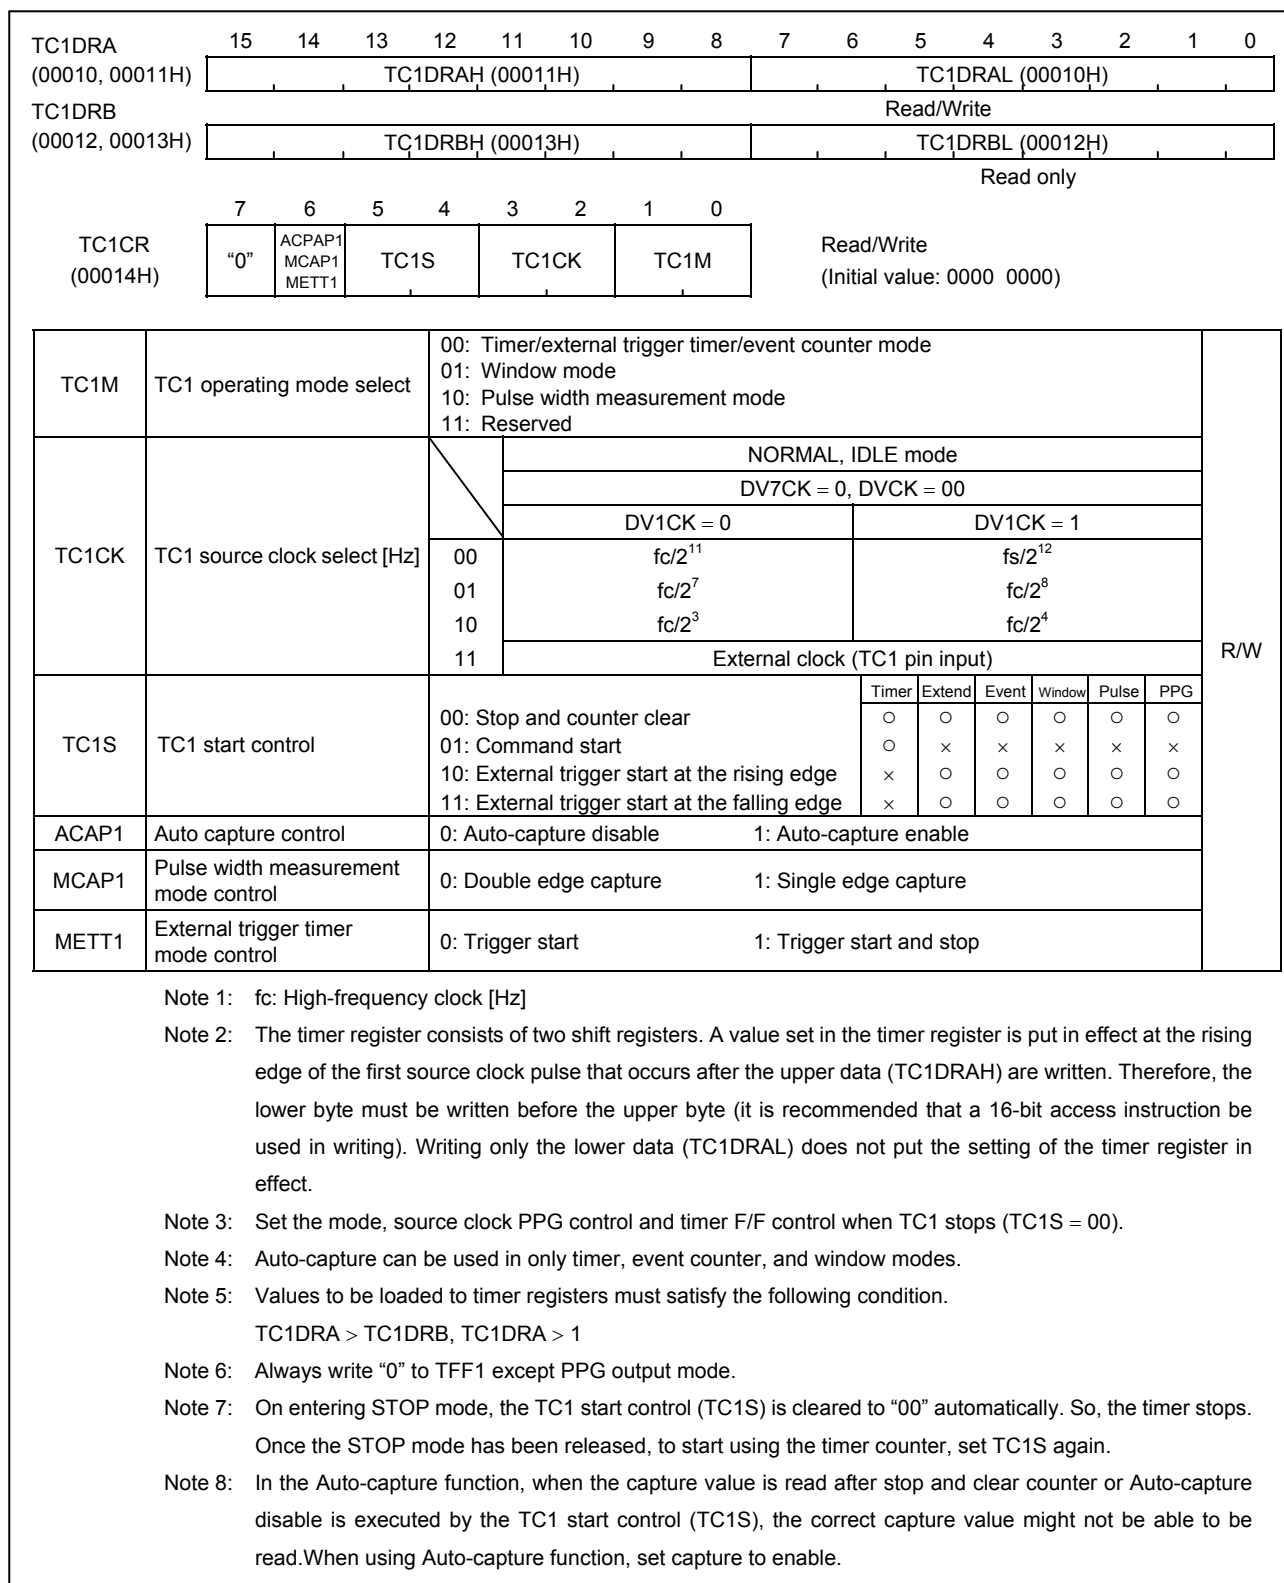 TC1DRA 15 14 13 12 11 10 9 8 7 6 5 4 3 2 1 0
(00010, 00011H) TC1DRAH (00011H) TC1DRAL (00010H)
TC1DRB Read/Write
(00012, 00013H) TC1DRBH (00013H) TC1DRBL (00012H)
Read only
7 6 5 4 3 2 1 0
TC1CR
(00014H)
“0” ACPAP1 MCAP1 METT1 TC1S TC1CK TC1M
Read/Write
(Initial value: 0000 0000)
TC1M TC1 operating mode select
00: Timer/external trigger timer/event counter mode
01: Window mode
10: Pulse width measurement mode
11: Reserved
R/W
TC1CK TC1 source clock select [Hz]
NORMAL, IDLE mode
DV7CK = 0, DVCK = 00
DV1CK = 0 DV1CK = 1
00 fc/2¹¹ fs/2¹²
01 fc/2⁷ fc/2⁸
10 fc/2³ fc/2⁴
11 External clock (TC1 pin input)
TC1S TC1 start control
Timer Extend Event Window Pulse PPG
00: Stop and counter clear ○ ○ ○ ○ ○ ○
01: Command start ○ × × × × ×
10: External trigger start at the rising edge × ○ ○ ○ ○ ○
11: External trigger start at the falling edge × ○ ○ ○ ○ ○
ACAP1 Auto capture control 0: Auto-capture disable 1: Auto-capture enable
MCAP1 Pulse width measurement mode control 0: Double edge capture 1: Single edge capture
METT1 External trigger timer mode control 0: Trigger start 1: Trigger start and stop
Note 1: fc: High-frequency clock [Hz]
Note 2: The timer register consists of two shift registers. A value set in the timer register is put in effect at the rising
edge of the first source clock pulse that occurs after the upper data (TC1DRAH) are written. Therefore, the
lower byte must be written before the upper byte (it is recommended that a 16-bit access instruction be
used in writing). Writing only the lower data (TC1DRAL) does not put the setting of the timer register in
effect.
Note 3: Set the mode, source clock PPG control and timer F/F control when TC1 stops (TC1S = 00).
Note 4: Auto-capture can be used in only timer, event counter, and window modes.
Note 5: Values to be loaded to timer registers must satisfy the following condition.
TC1DRA > TC1DRB, TC1DRA > 1
Note 6: Always write “0” to TFF1 except PPG output mode.
Note 7: On entering STOP mode, the TC1 start control (TC1S) is cleared to “00” automatically. So, the timer stops.
Once the STOP mode has been released, to start using the timer counter, set TC1S again.
Note 8: In the Auto-capture function, when the capture value is read after stop and clear counter or Auto-capture
disable is executed by the TC1 start control (TC1S), the correct capture value might not be able to be
read.When using Auto-capture function, set capture to enable.